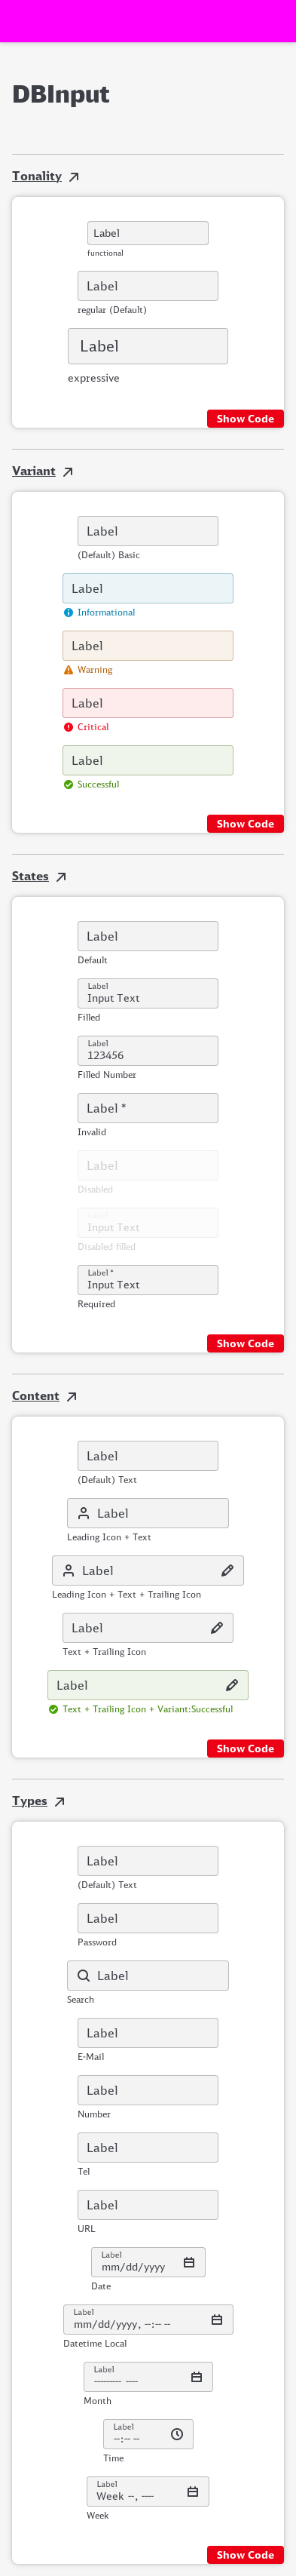 DBInput
Tonality
Label
functional
Label
regular (Default)
Label
expressive
Show Code
Variant
Label
(Default) Basic
Label
Informational
Label
Warning
Label
Critical
Label
Successful
Show Code
States
Label
Default
Label
Input Text
Filled
Label
123456
Filled Number
Label *
Invalid
Label
Disabled
Input Text
Disabled filled
Label *
Input Text
Required
Show Code
Content
Label
(Default) Text
Label
Leading Icon + Text
Label
Leading Icon + Text + Trailing Icon
Label
Text + Trailing Icon
Label
Text + Trailing Icon + Variant:Successful
Show Code
Types
Label
(Default) Text
Label
Password
Label
Search
Label
E-Mail
Label
Number
Label
Tel
Label
URL
Label
mm/dd/yyyy
Date
Label
mm/dd/yyyy, --:-- --
Datetime Local
Label
--------- ----
Month
Label
--:-- --
Time
Label
Week --, ----
Week
Show Code